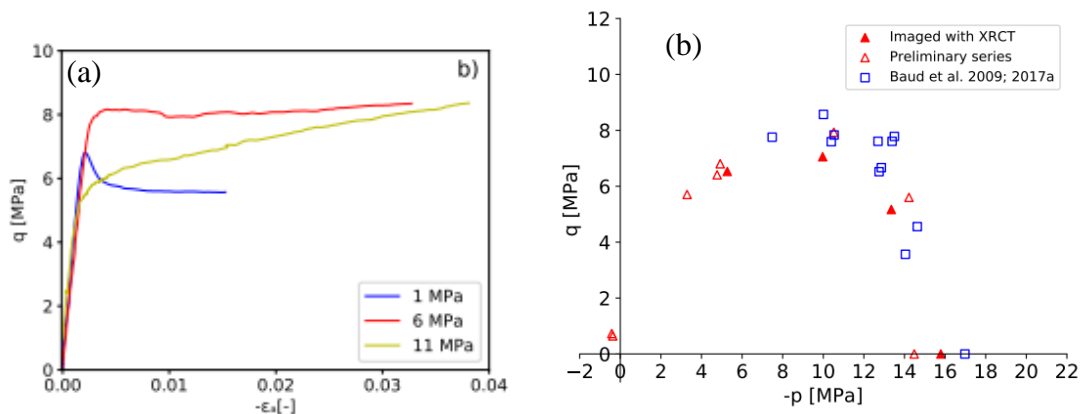 (a)
b)
10
8
6
4
2
0
q [MPa]
0.00 0.01 0.02 0.03 0.04
-εₐ[-]
1 MPa
6 MPa
11 MPa
(b)
12
10
8
6
4
2
0
q [MPa]
−2 0 2 4 6 8 10 12 14 16 18 20 22
-p [MPa]
Imaged with XRCT
Preliminary series
Baud et al. 2009; 2017a